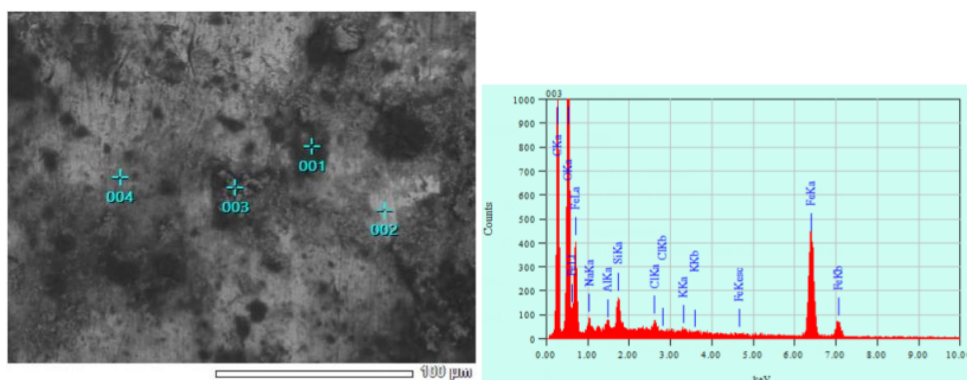 001
004
003
002
100 µm
003
1000
900
800
700
600
500
400
300
200
100
0
Counts
CKa
OKa
FeLa
NaKa
AlKa
SiKa
ClKa
ClKb
KKa
KKb
FeKesc
FeKa
FeKb
0.00 1.00 2.00 3.00 4.00 5.00 6.00 7.00 8.00 9.00 10.0
keV